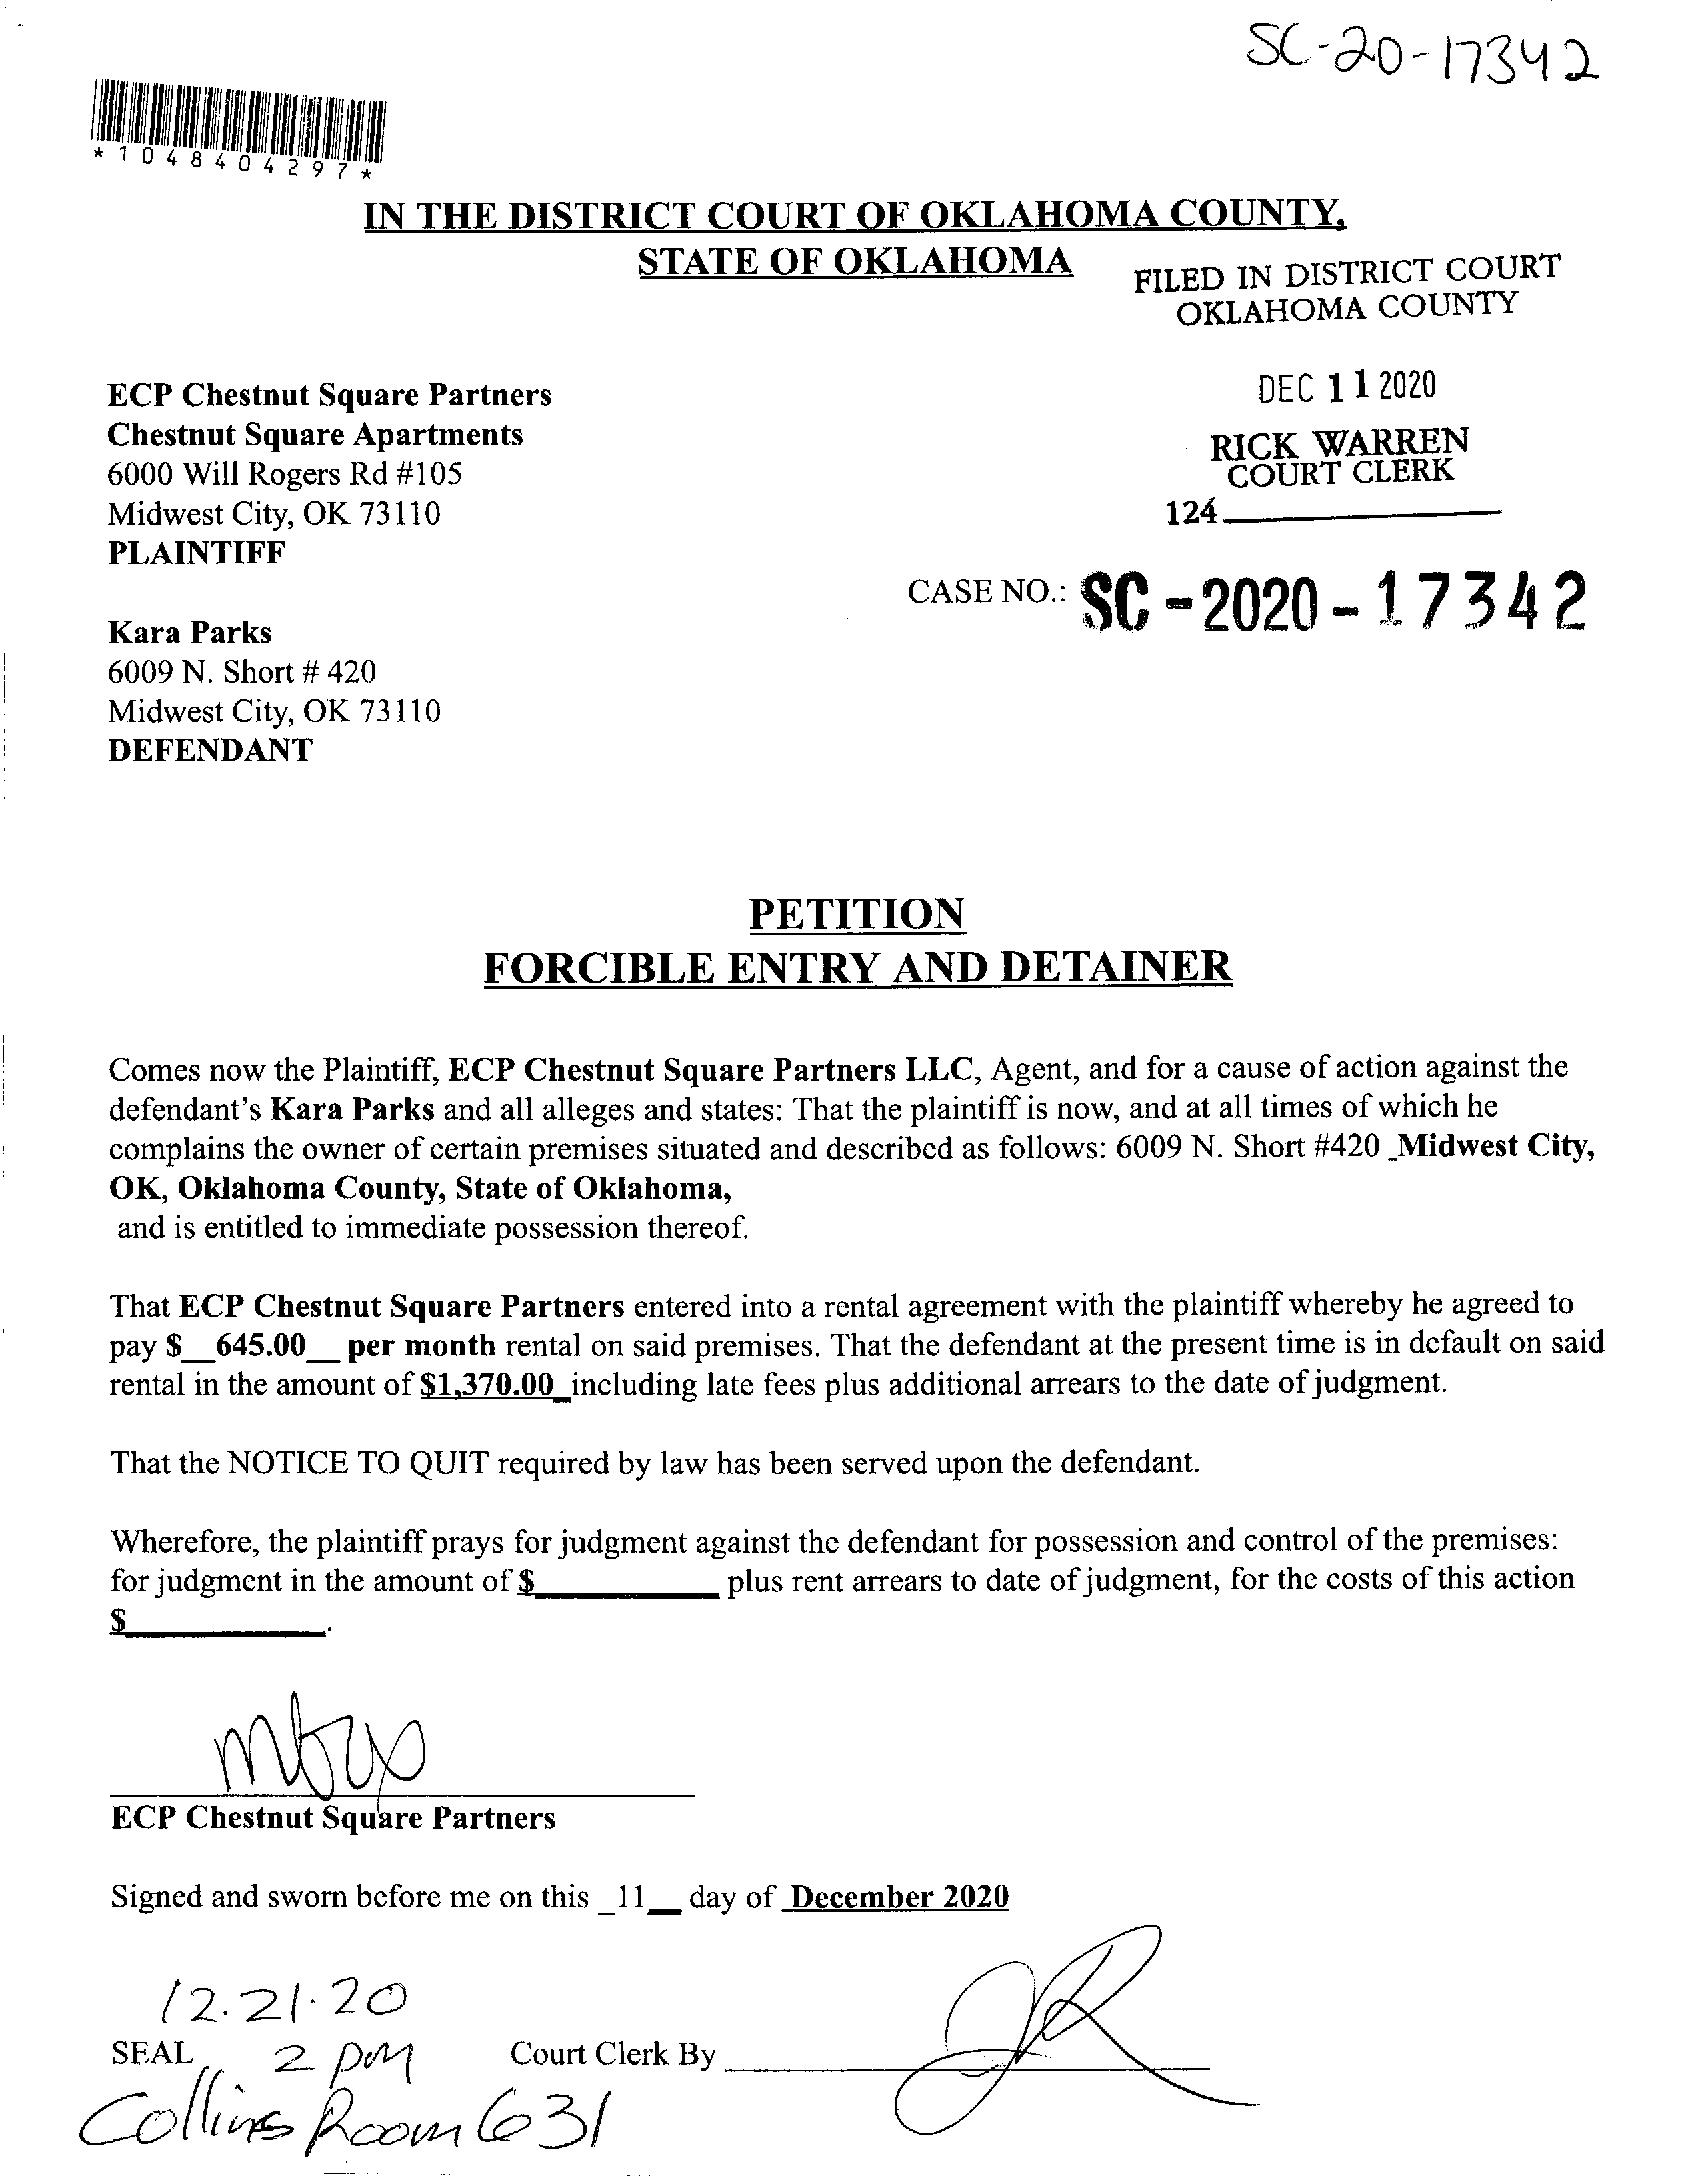 SC-20-17342
*1048404297*
IN THE DISTRICT COURT OF OKLAHOMA COUNTY,
STATE OF OKLAHOMA
FILED IN DISTRICT COURT
OKLAHOMA COUNTY
DEC 11 2020
RICK WARREN
COURT CLERK
124
ECP Chestnut Square Partners
Chestnut Square Apartments
6000 Will Rogers Rd #105
Midwest City, OK 73110
PLAINTIFF
CASE NO.: SC-2020-17342
Kara Parks
6009 N. Short # 420
Midwest City, OK 73110
DEFENDANT
PETITION
FORCIBLE ENTRY AND DETAINER
Comes now the Plaintiff, ECP Chestnut Square Partners LLC, Agent, and for a cause of action against the
defendant's Kara Parks and all alleges and states: That the plaintiff is now, and at all times of which he
complains the owner of certain premises situated and described as follows: 6009 N. Short #420 _Midwest City,
OK, Oklahoma County, State of Oklahoma,
and is entitled to immediate possession thereof.
That ECP Chestnut Square Partners entered into a rental agreement with the plaintiff whereby he agreed to
pay $__645.00__ per month rental on said premises. That the defendant at the present time is in default on said
rental in the amount of $1,370.00_including late fees plus additional arrears to the date of judgment.
That the NOTICE TO QUIT required by law has been served upon the defendant.
Wherefore, the plaintiff prays for judgment against the defendant for possession and control of the premises:
for judgment in the amount of $__________ plus rent arrears to date of judgment, for the costs of this action
$__________.
ECP Chestnut Square Partners
Signed and sworn before me on this _11__ day of _December 2020
12.21.20
SEAL 2 PM Court Clerk By
Collins Room 631